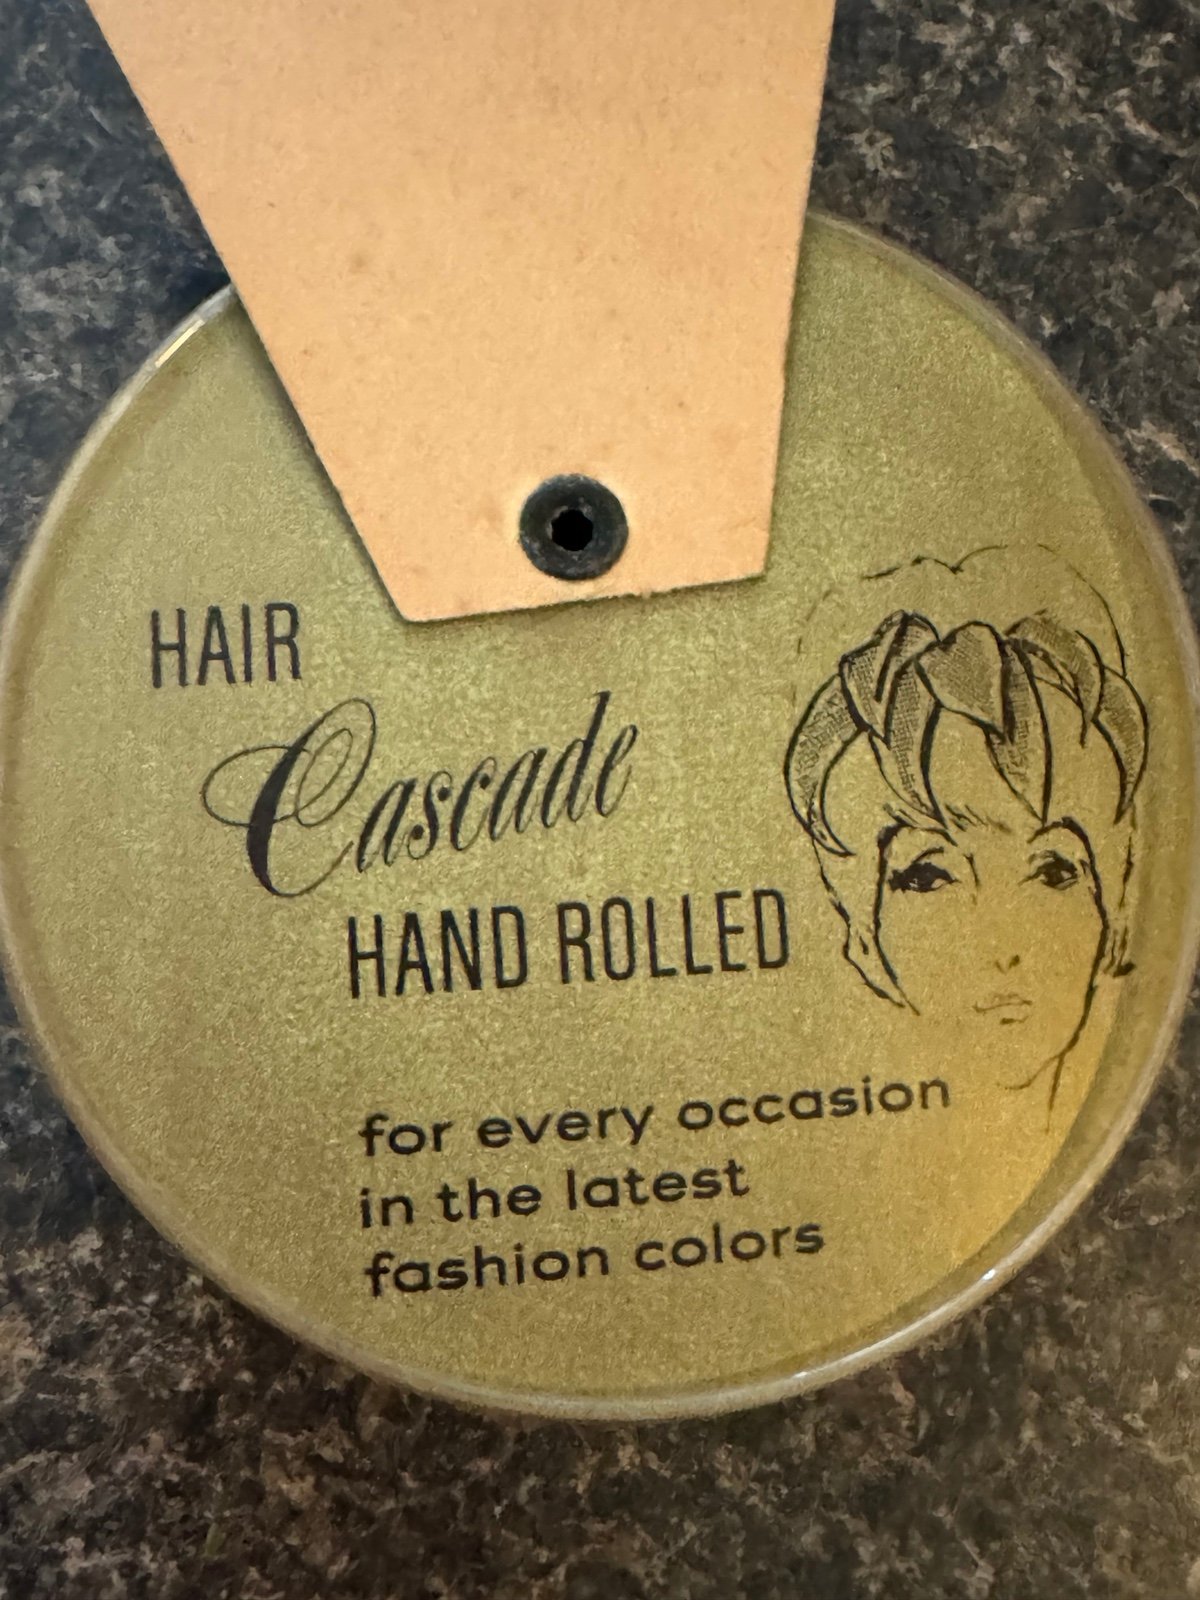 HAIR
Cascade
HAND ROLLED
for every occasion
in the latest
fashion colors